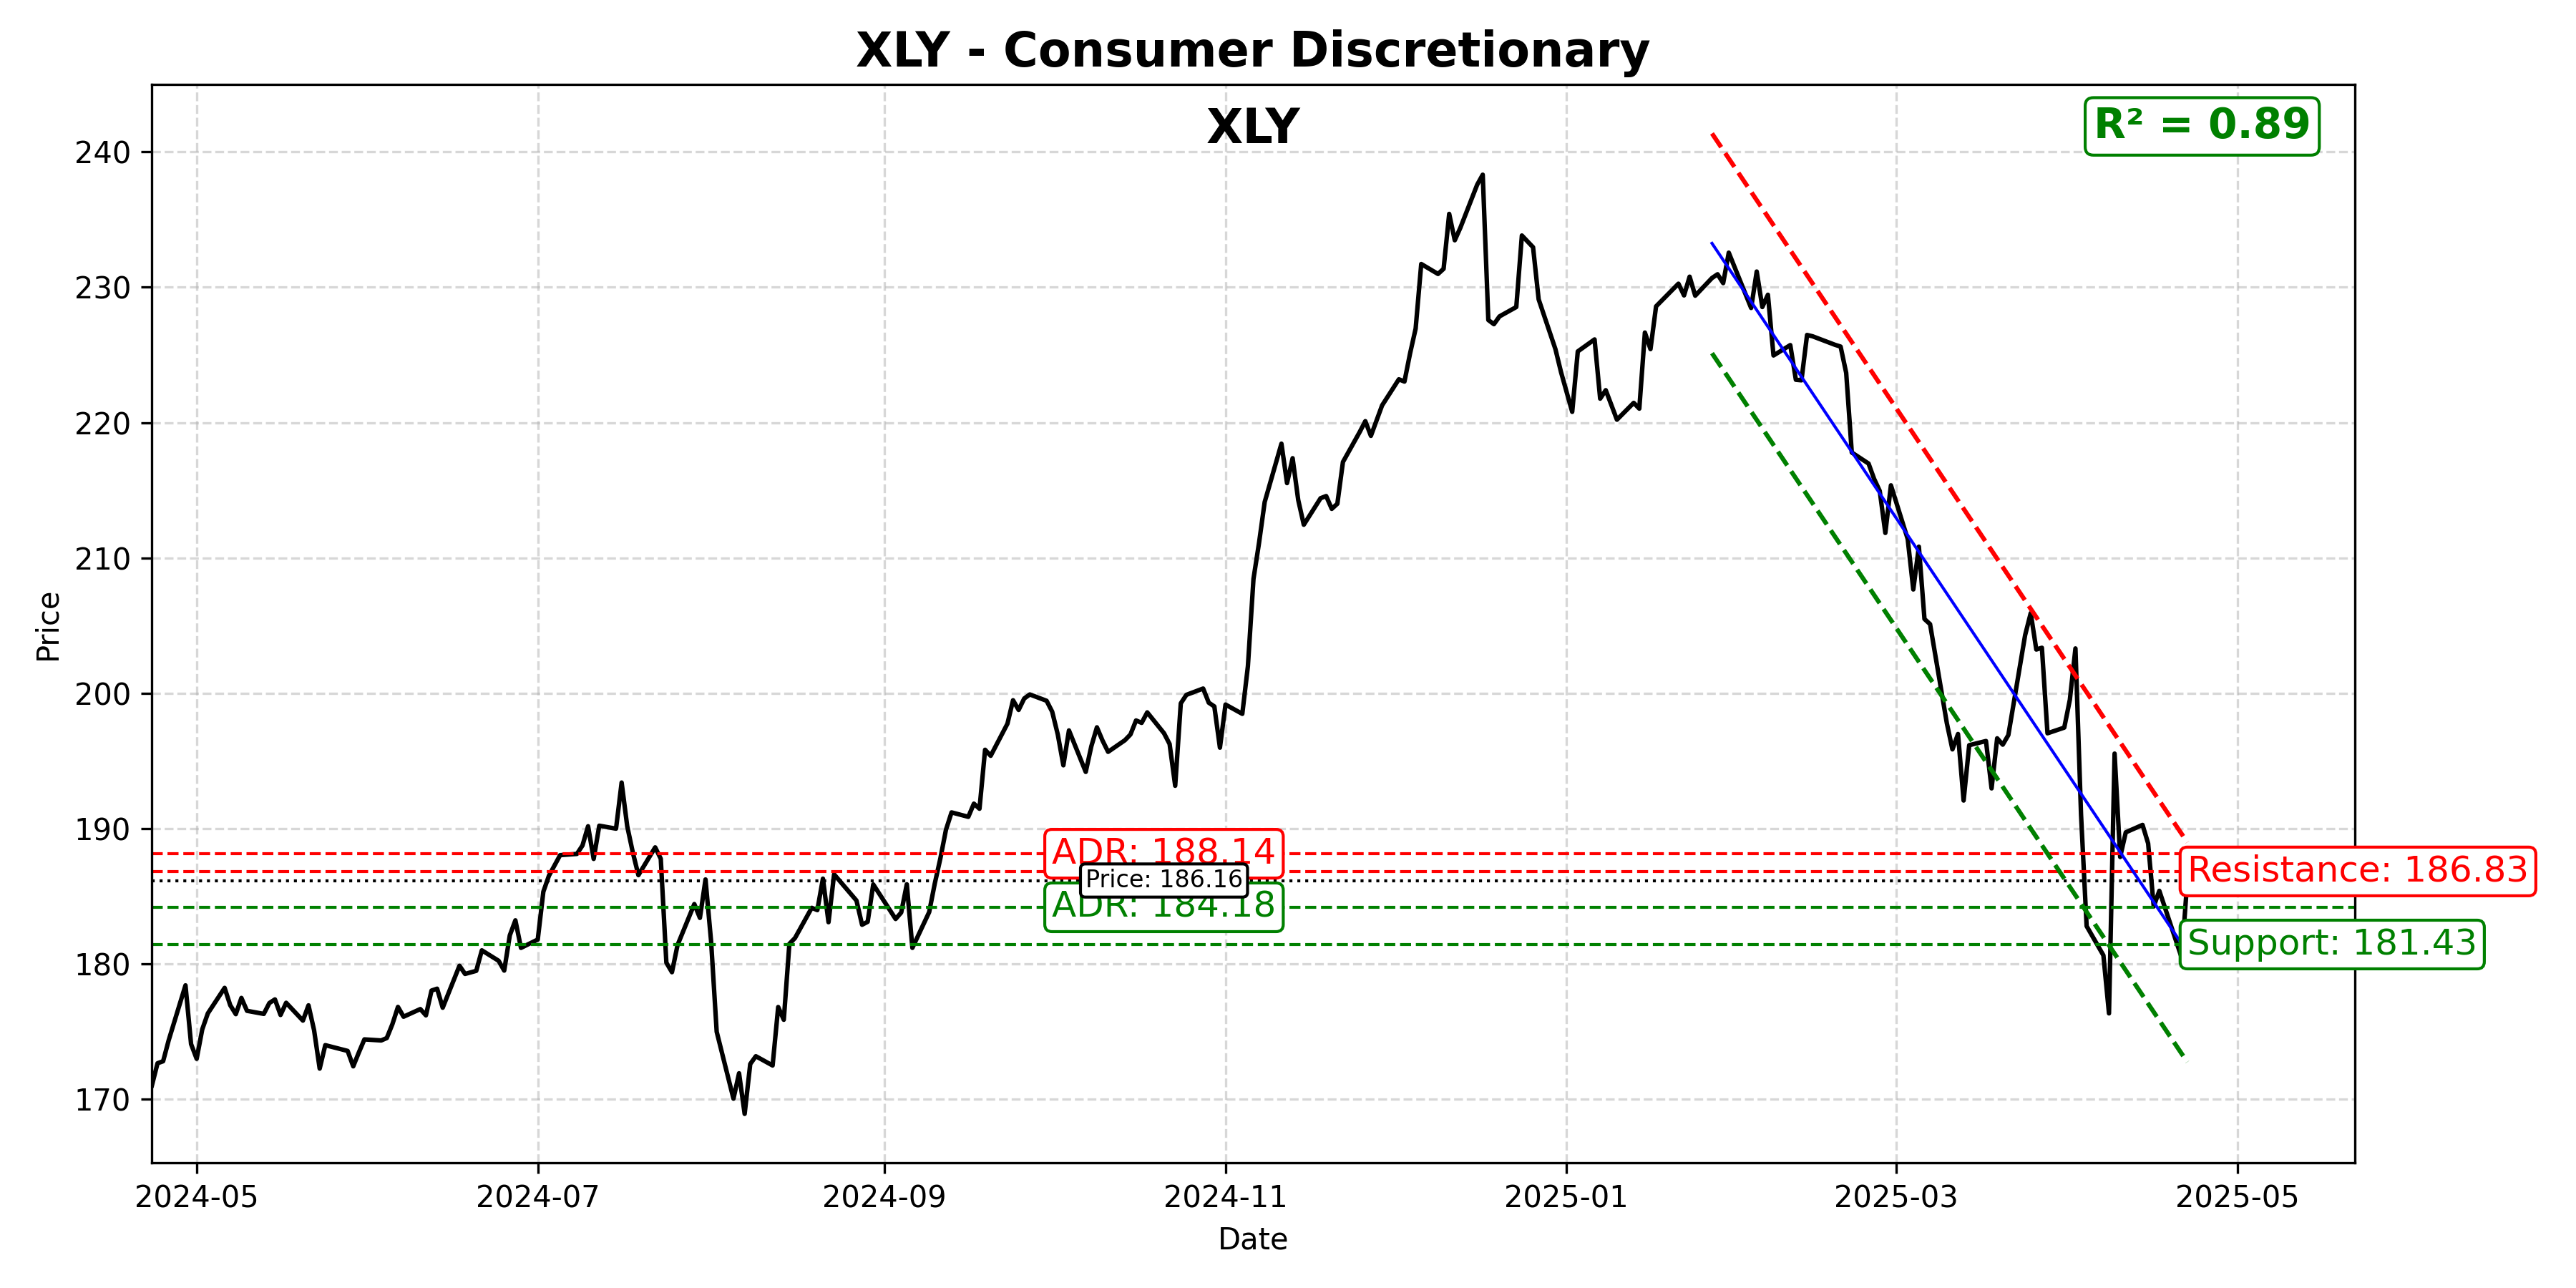 XLY - Consumer Discretionary
XLY
R² = 0.89
240
230
220
210
200
190
180
170
Price
ADR: 188.14
Price: 186.16
ADR: 184.18
Resistance: 186.83
Support: 181.43
2024-05
2024-07
2024-09
2024-11
2025-01
2025-03
2025-05
Date